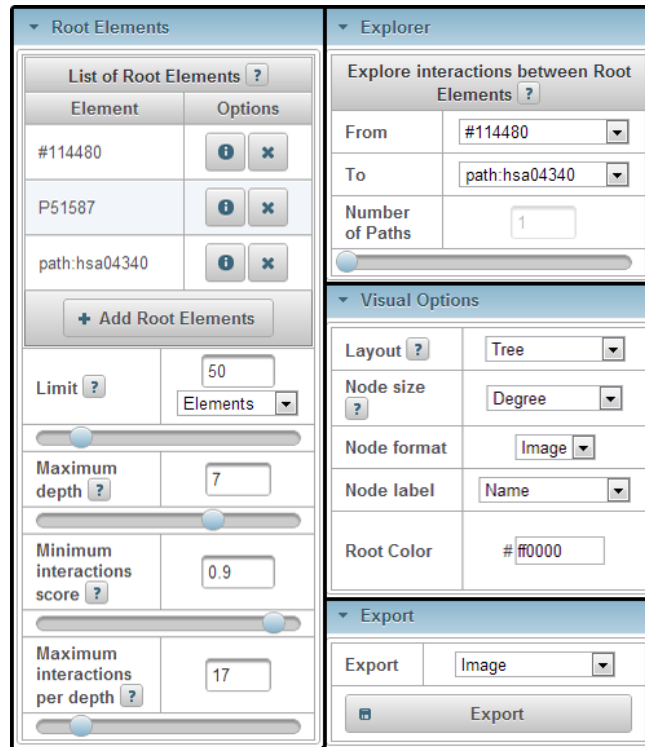 Root Elements
List of Root Elements ?
Element Options
#114480
P51587
path:hsa04340
+ Add Root Elements
Limit ? 50
Elements
Maximum
depth ? 7
Minimum
interactions
score ? 0.9
Maximum
interactions
per depth ? 17
Explorer
Explore interactions between Root
Elements ?
From #114480
To path:hsa04340
Number
of Paths 1
Visual Options
Layout ? Tree
Node size
? Degree
Node format Image
Node label Name
Root Color # ff0000
Export
Export Image
Export